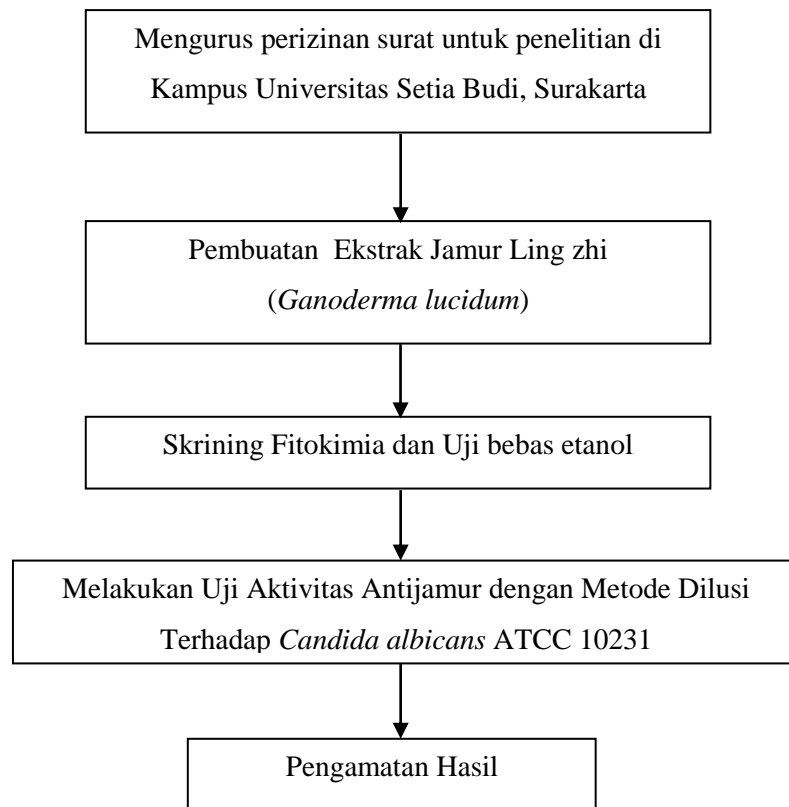 Mengurus perizinan surat untuk penelitian di
Kampus Universitas Setia Budi, Surakarta
Pembuatan Ekstrak Jamur Ling zhi
(Ganoderma lucidum)
Skrining Fitokimia dan Uji bebas etanol
Melakukan Uji Aktivitas Antijamur dengan Metode Dilusi
Terhadap Candida albicans ATCC 10231
Pengamatan Hasil